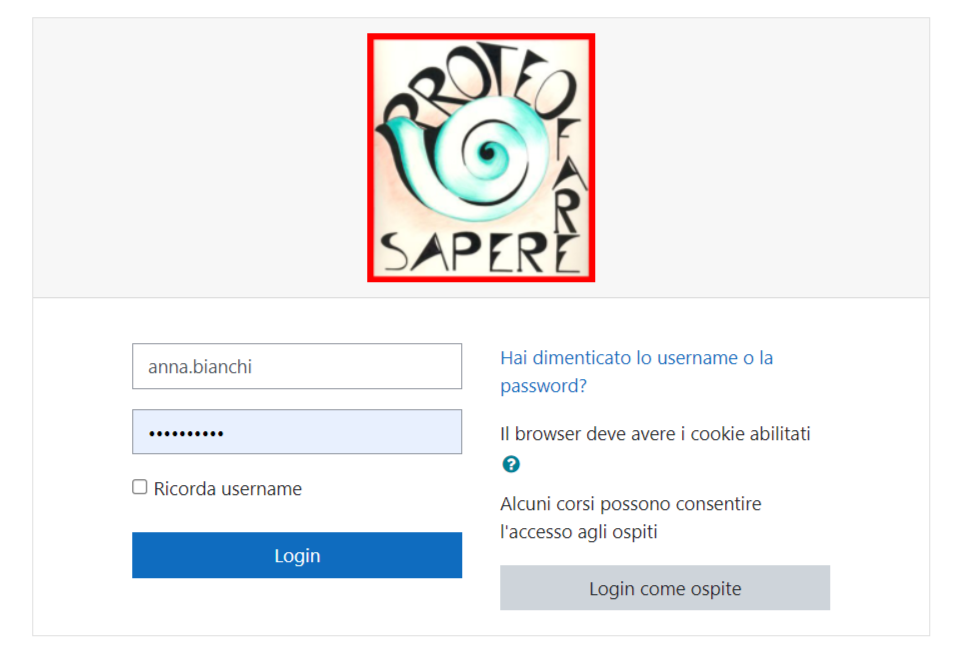 PROTEO
FARE
SAPERE
anna.bianchi
••••••••••
Ricorda username
Login
Hai dimenticato lo username o la
password?
Il browser deve avere i cookie abilitati
?
Alcuni corsi possono consentire
l'accesso agli ospiti
Login come ospite